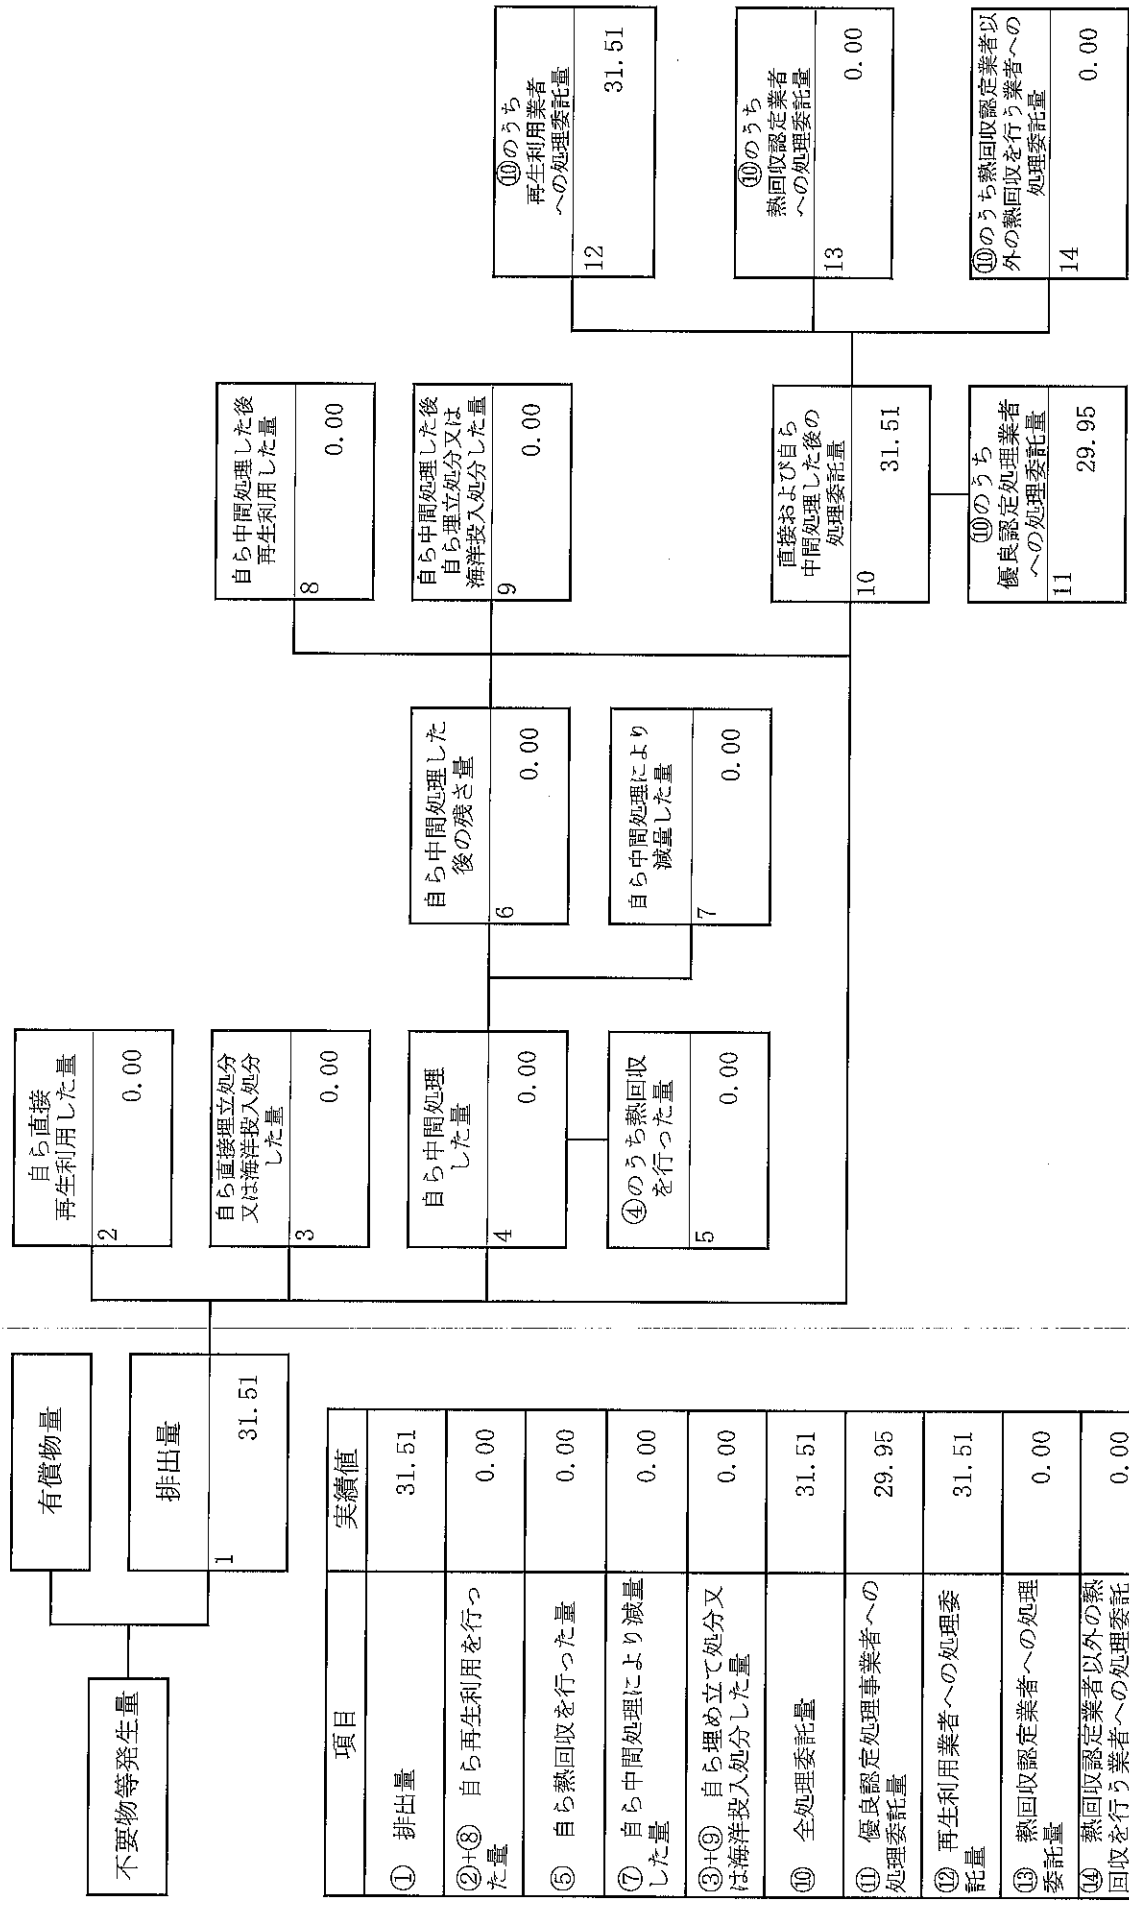 不要物等発生量
有償物量
排出量
1
31.51
自ら直接
再生利用した量
2
0.00
自ら直接埋立処分
又は海洋投入処分
した量
3
0.00
自ら中間処理
した量
4
0.00
④のうち熱回収
を行った量
5
0.00
自ら中間処理した
後の残さ量
6
0.00
自ら中間処理により
減量した量
7
0.00
自ら中間処理した後
再生利用した量
8
0.00
自ら中間処理した後
自ら埋立処分又は
海洋投入処分した量
9
0.00
直接および自ら
中間処理した後の
処理委託量
10
31.51
⑩のうち
優良認定処理業者
への処理委託量
11
29.95
⑩のうち
再生利用業者
への処理委託量
12
31.51
⑩のうち
熱回収認定業者
への処理委託量
13
0.00
⑩のうち熱回収認定業者以
外の熱回収を行う業者への
処理委託量
14
0.00
項目 実績値
① 排出量 31.51
②+⑧ 自ら再生利用を行っ
た量 0.00
⑤ 自ら熱回収を行った量 0.00
⑦ 自ら中間処理により減量
した量 0.00
③+⑨ 自ら埋め立て処分又
は海洋投入処分した量 0.00
⑩ 全処理委託量 31.51
⑪ 優良認定処理事業者への
処理委託量 29.95
⑫ 再生利用業者への処理委
託量 31.51
⑬ 熱回収認定業者への処理
委託量 0.00
⑭ 熱回収認定業者以外の熱
回収を行う業者への処理委託 0.00